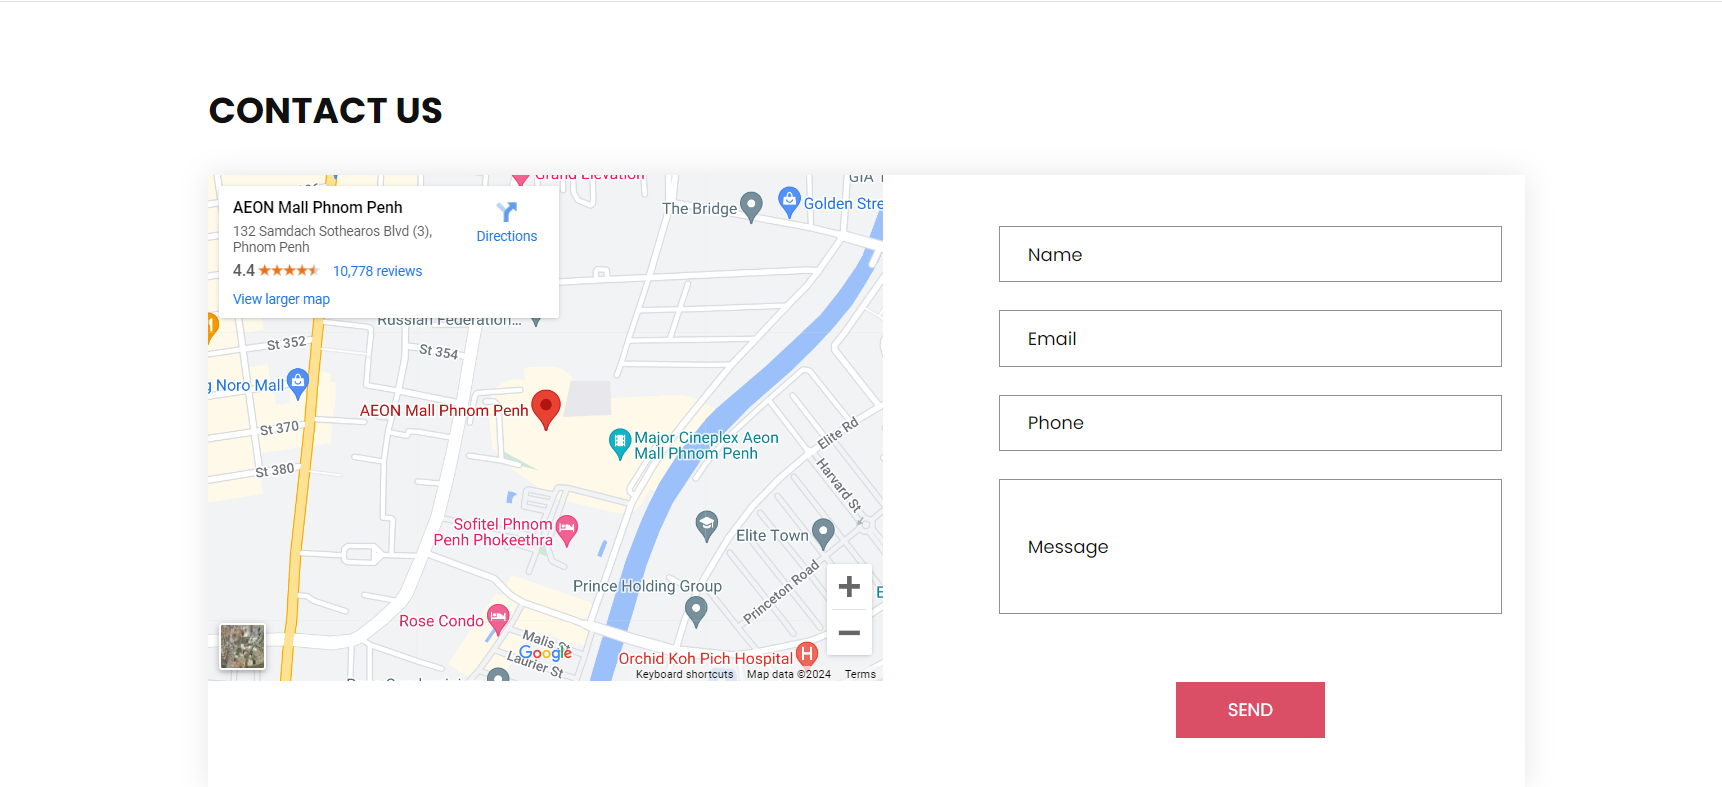 CONTACT US
AEON Mall Phnom Penh
132 Samdach Sothearos Blvd (3),
Phnom Penh
Directions
4.4
10,778 reviews
View larger map
Grand Elevation
The Bridge
Golden Stre
Russian Federation...
St 352
St 354
Noro Mall
St 370
St 380
AEON Mall Phnom Penh
Major Cineplex Aeon
Mall Phnom Penh
Elite Rd
Harvard St
Sofitel Phnom
Penh Phokeethra
Elite Town
Prince Holding Group
Princeton Road
Rose Condo
Malis St
Laurier St
Google
Orchid Koh Pich Hospital
Keyboard shortcuts
Map data ©2024
Terms
Name
Email
Phone
Message
SEND